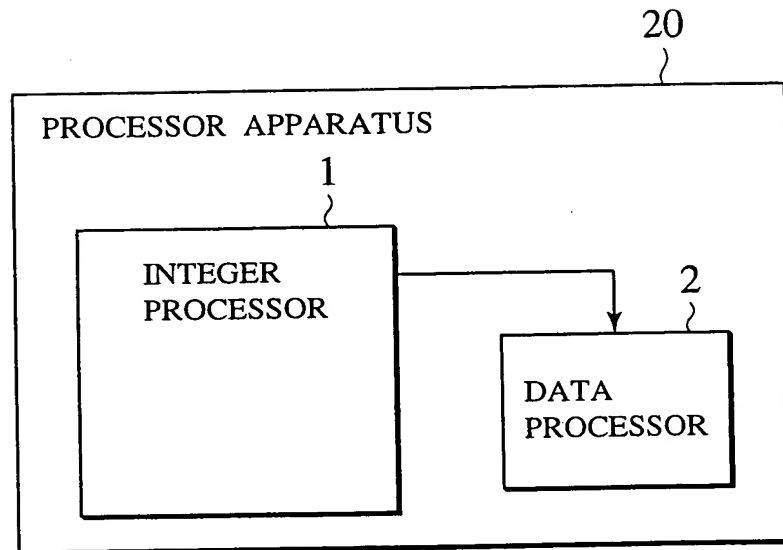 20
PROCESSOR APPARATUS
1
INTEGER
PROCESSOR
2
DATA
PROCESSOR